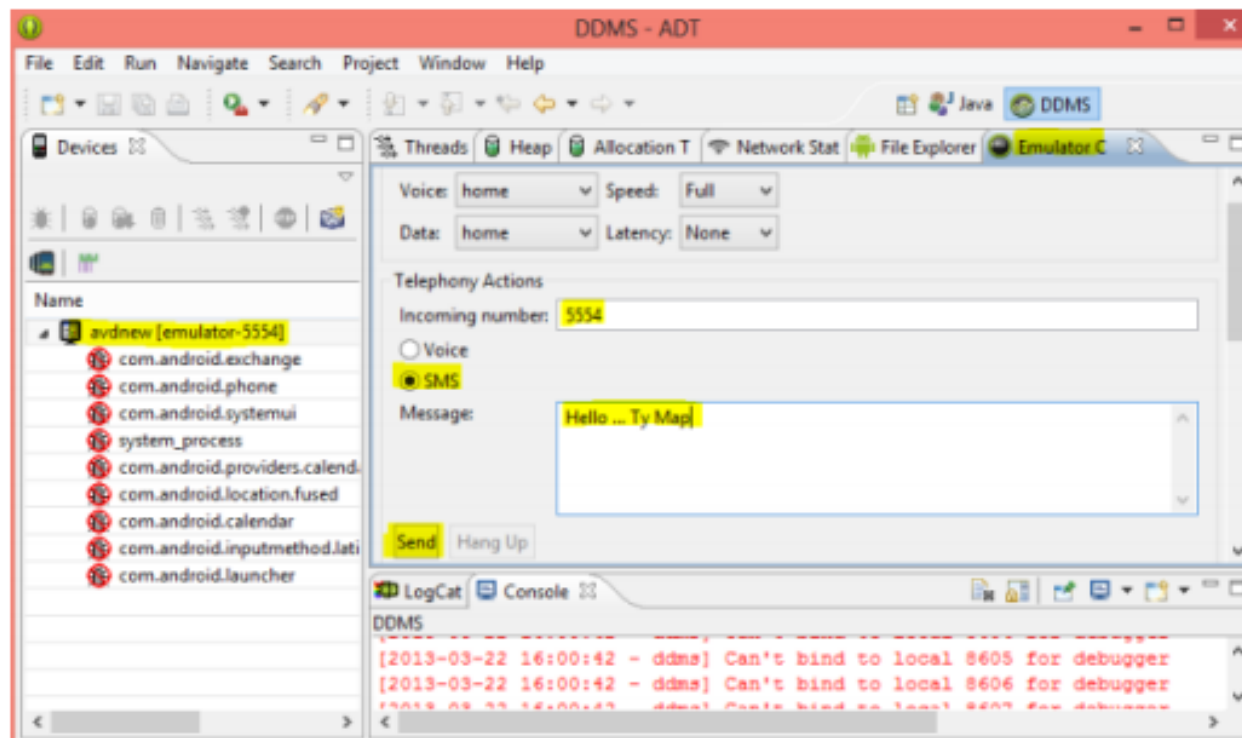 DDMS - ADT
File Edit Run Navigate Search Project Window Help
Java DDMS
Devices
Threads Heap Allocation T Network Stat File Explorer Emulator C
Voice: home Speed: Full
Data: home Latency: None
Name
avdnew [emulator-5554]
com.android.exchange
com.android.phone
com.android.systemui
system_process
com.android.providers.calend
com.android.location.fused
com.android.calendar
com.android.inputmethod.lati
com.android.launcher
Telephony Actions
Incoming number: 5554
Voice
SMS
Message: Hello ... Ty Map
Send Hang Up
LogCat Console
DDMS
[2013-03-22 16:00:42 - ddms] Can't bind to local 8605 for debugger
[2013-03-22 16:00:42 - ddms] Can't bind to local 8606 for debugger